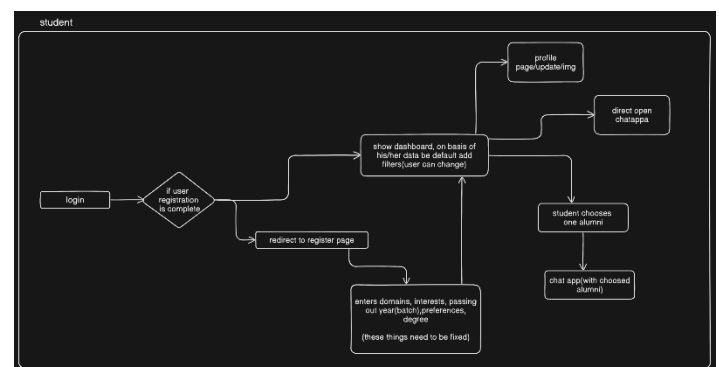 student
profile
page/update/img
direct open
chatappa
show dashboard, on basis of
his/her data be default add
filters(user can change)
login
if user
registration
is complete
student chooses
one alumni
redirect to register page
chat app(with choosed
alumni)
enters domains, interests, passing
out year(batch),preferences,
degree
(these things need to be fixed)